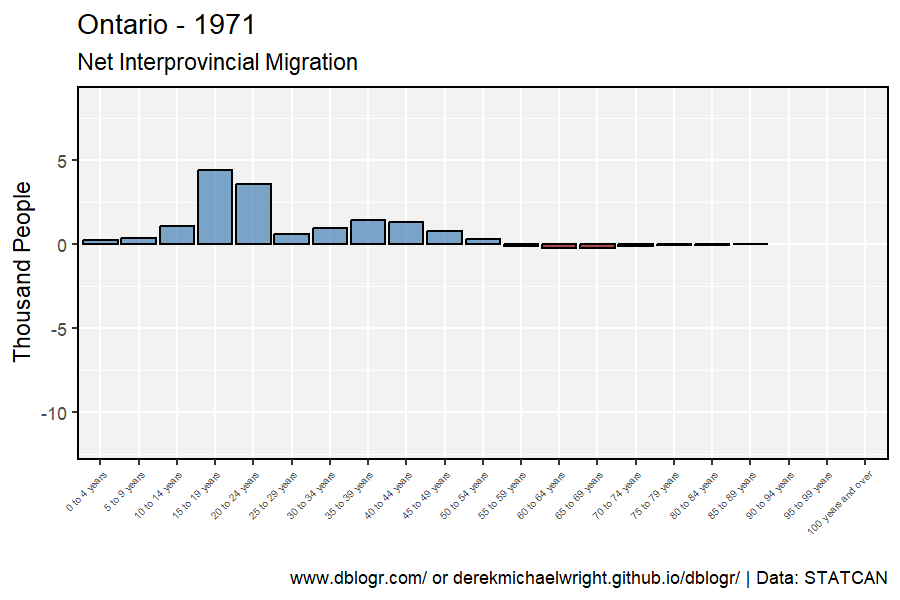 Ontario - 1971
Net Interprovincial Migration
Thousand People
5
0
-5
-10
0 to 4 years
5 to 9 years
10 to 14 years
15 to 19 years
20 to 24 years
25 to 29 years
30 to 34 years
35 to 39 years
40 to 44 years
45 to 49 years
50 to 54 years
55 to 59 years
60 to 64 years
65 to 69 years
70 to 74 years
75 to 79 years
80 to 84 years
85 to 89 years
90 to 94 years
95 to 99 years
100 years and over
www.dblogr.com/ or derekmichaelwright.github.io/dblogr/ | Data: STATCAN